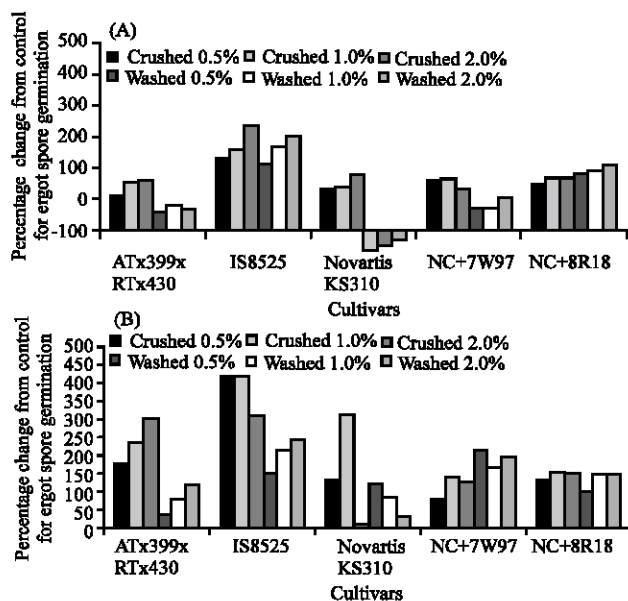 (A)
500
400
300
200
100
0
-100
Percentage change from control
for ergot spore germination
Crushed 0.5% Crushed 1.0% Crushed 2.0%
Washed 0.5% Washed 1.0% Washed 2.0%
ATx399x
RTx430
IS8525
Novartis
KS310
NC+7W97
NC+8R18
Cultivars
(B)
Crushed 0.5% Crushed 1.0% Crushed 2.0%
Washed 0.5% Washed 1.0% Washed 2.0%
500
450
400
350
300
250
200
150
100
50
0
Percentage change from control
for ergot spore germination
ATx399x
RTx430
IS8525
Novartis
KS310
NC+7W97
NC+8R18
Cultivars